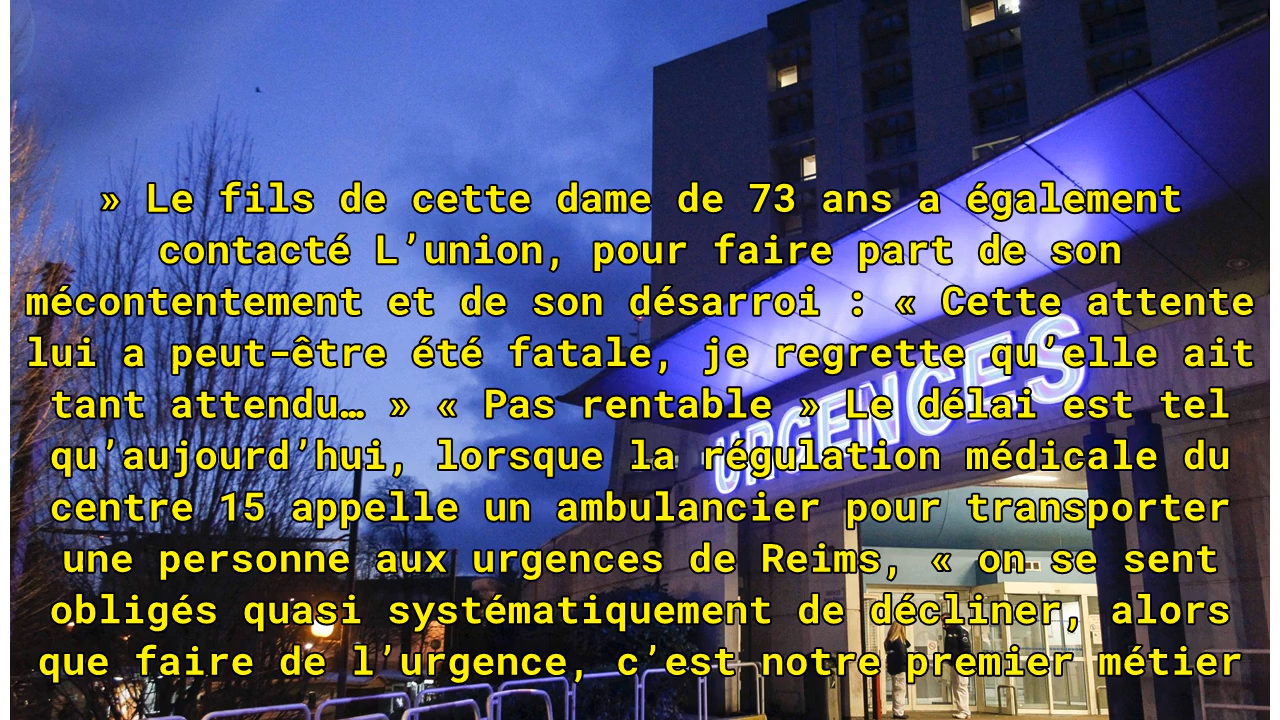 » Le fils de cette dame de 73 ans a également
contacté L’union, pour faire part de son
mécontentement et de son désarroi : « Cette attente
lui a peut-être été fatale, je regrette qu’elle ait
tant attendu… » « Pas rentable » Le délai est tel
qu’aujourd’hui, lorsque la régulation médicale du
centre 15 appelle un ambulancier pour transporter
une personne aux urgences de Reims, « on se sent
obligés quasi systématiquement de décliner, alors
que faire de l’urgence, c’est notre premier métier
URGENCES